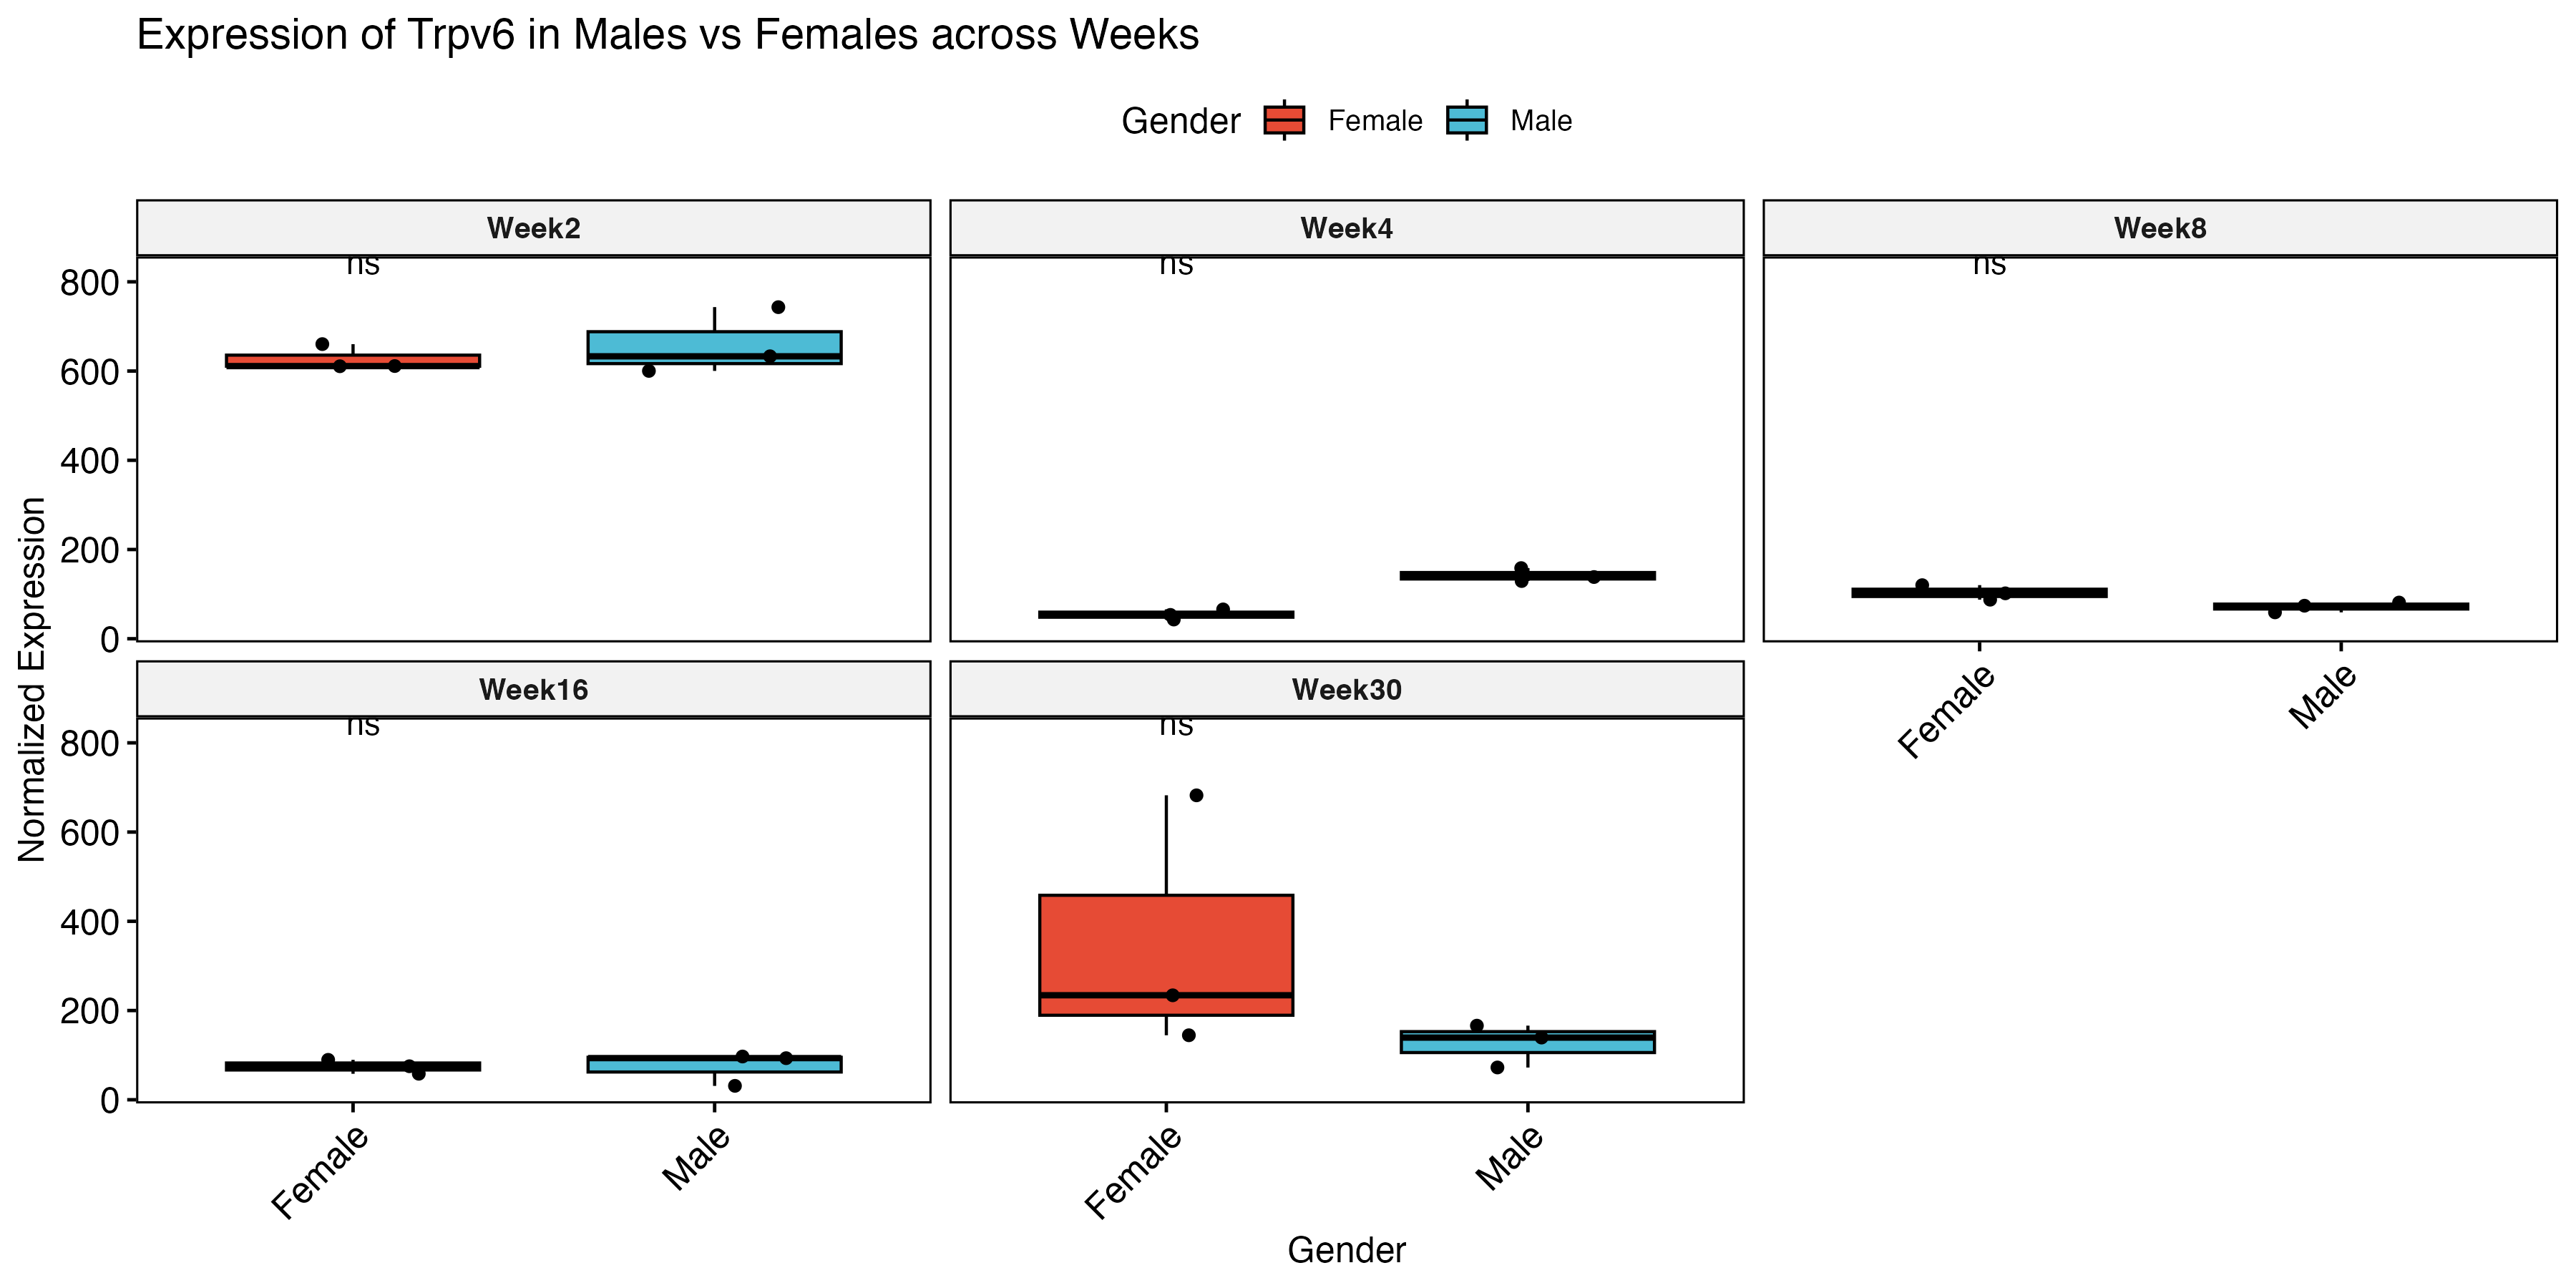 Expression of Trpv6 in Males vs Females across Weeks
Gender Female Male
Week2 Week4 Week8
ns ns ns
800
600
400
200
0
Female Male
Week16 Week30
ns ns
800
600
400
200
0
Female Male Female Male
Normalized Expression
Gender